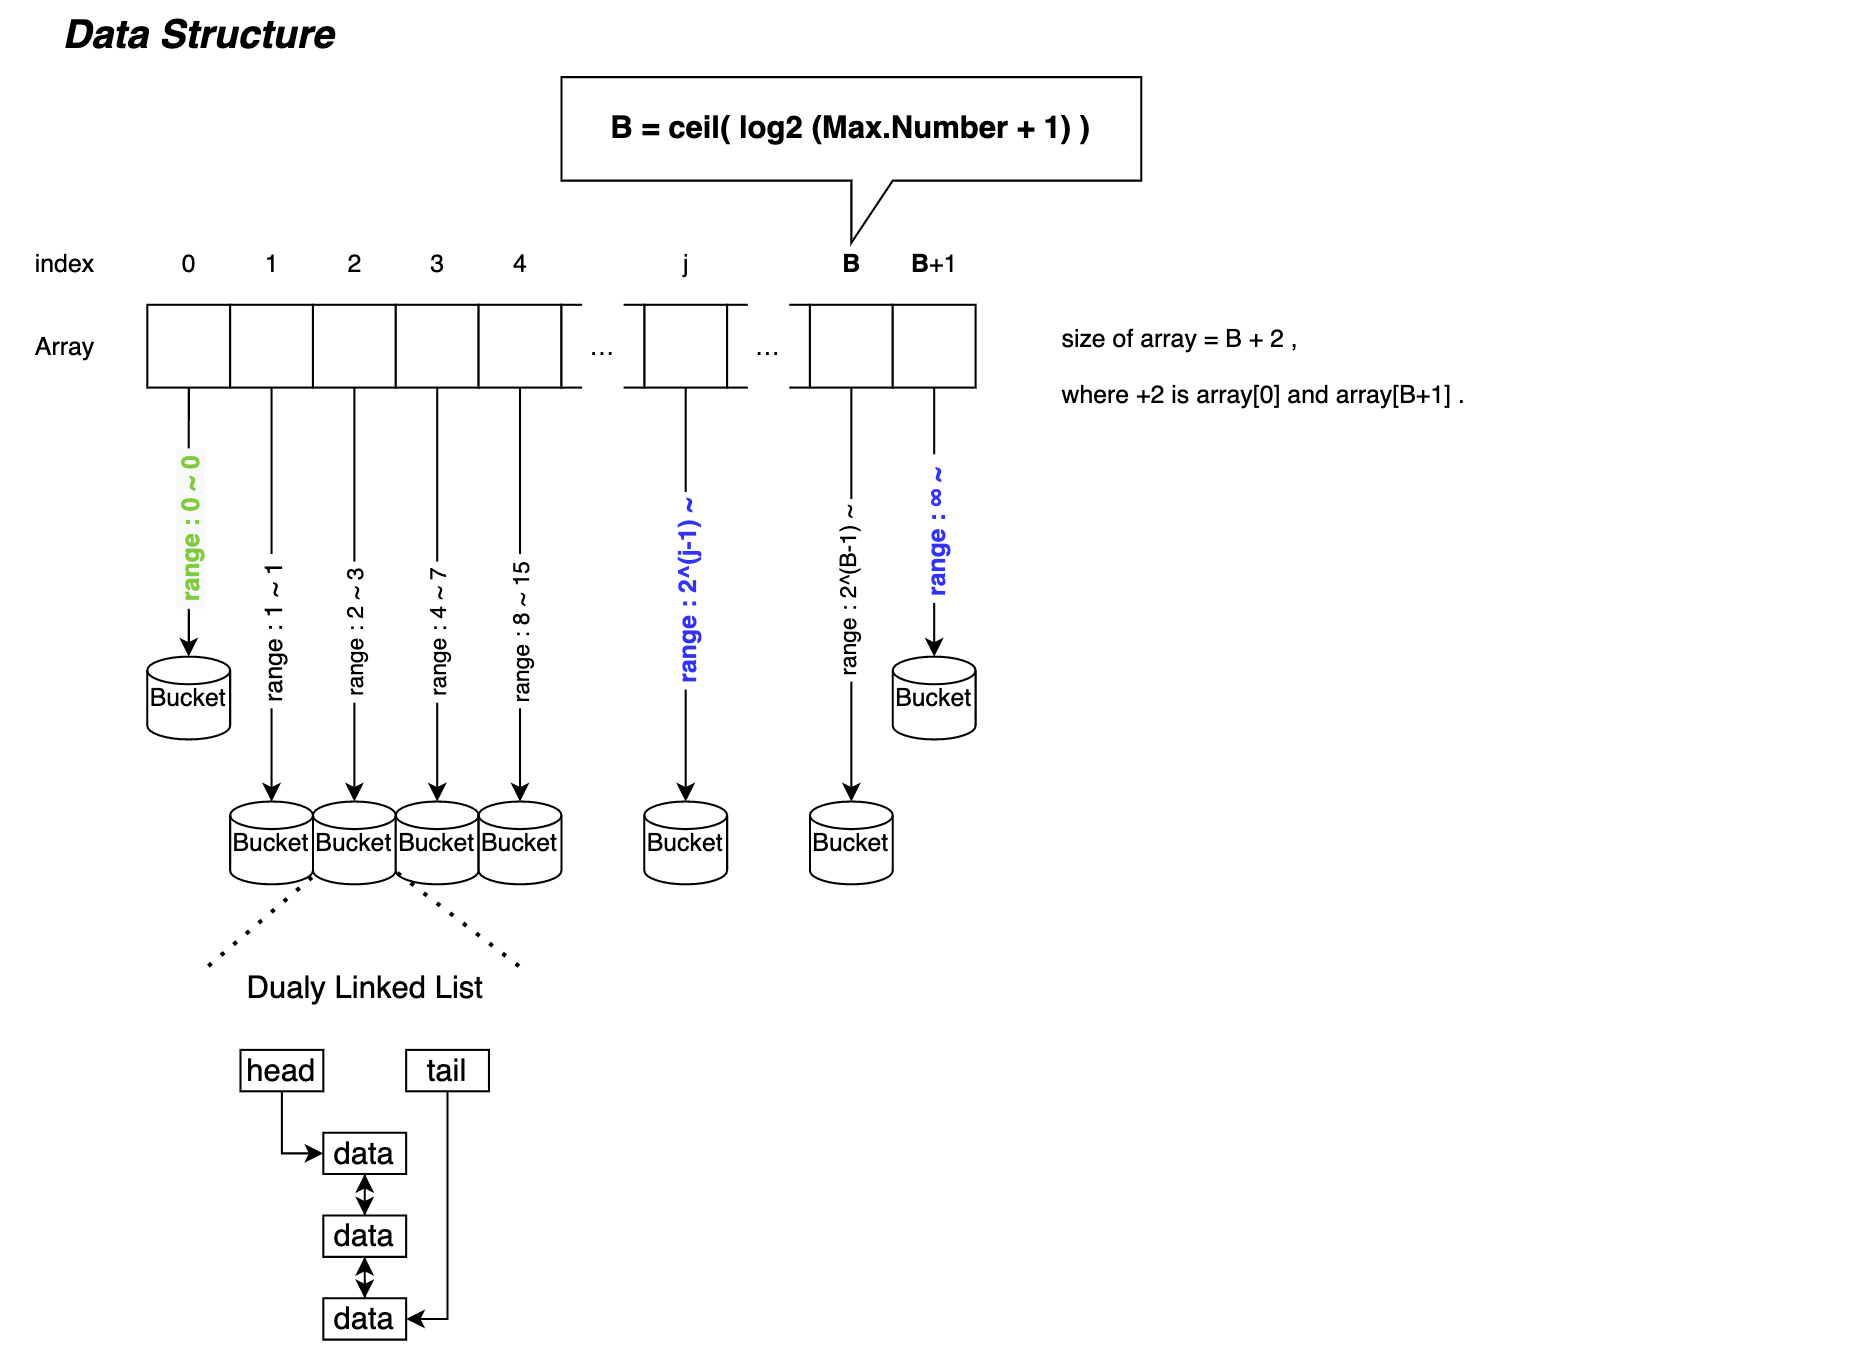 Data Structure
B = ceil( log2 (Max.Number + 1) )
index 0 1 2 3 4 j B B+1
Array ... ...
size of array = B + 2 ,
where +2 is array[0] and array[B+1] .
range : 0 ~ 0
range : 1 ~ 1
range : 2 ~ 3
range : 4 ~ 7
range : 8 ~ 15
range : 2^(j-1) ~
range : 2^(B-1) ~
range : ∞ ~
Bucket Bucket
Bucket Bucket Bucket Bucket Bucket Bucket
Dualy Linked List
head tail
data
data
data